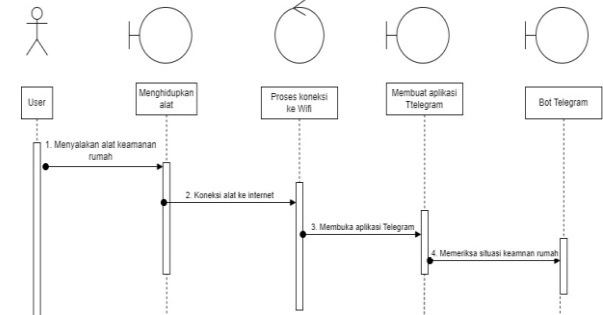 User
Menghidupkan
alat
Proses koneksi
ke Wifi
Membuat aplikasi
Ttelegram
Bot Telegram
1. Menyalakan alat keamanan
rumah
2. Koneksi alat ke internet
3. Membuka aplikasi Telegram
4. Memeriksa situasi keamnan rumah